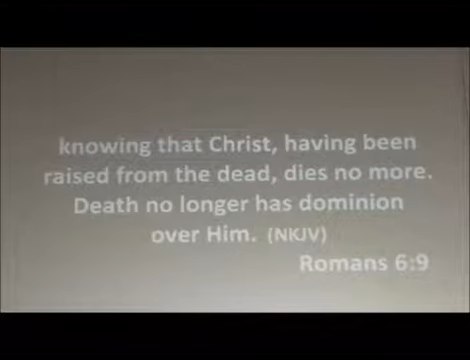 knowing that Christ, having been
raised from the dead, dies no more.
Death no longer has dominion
over Him. (NKJV)
Romans 6:9